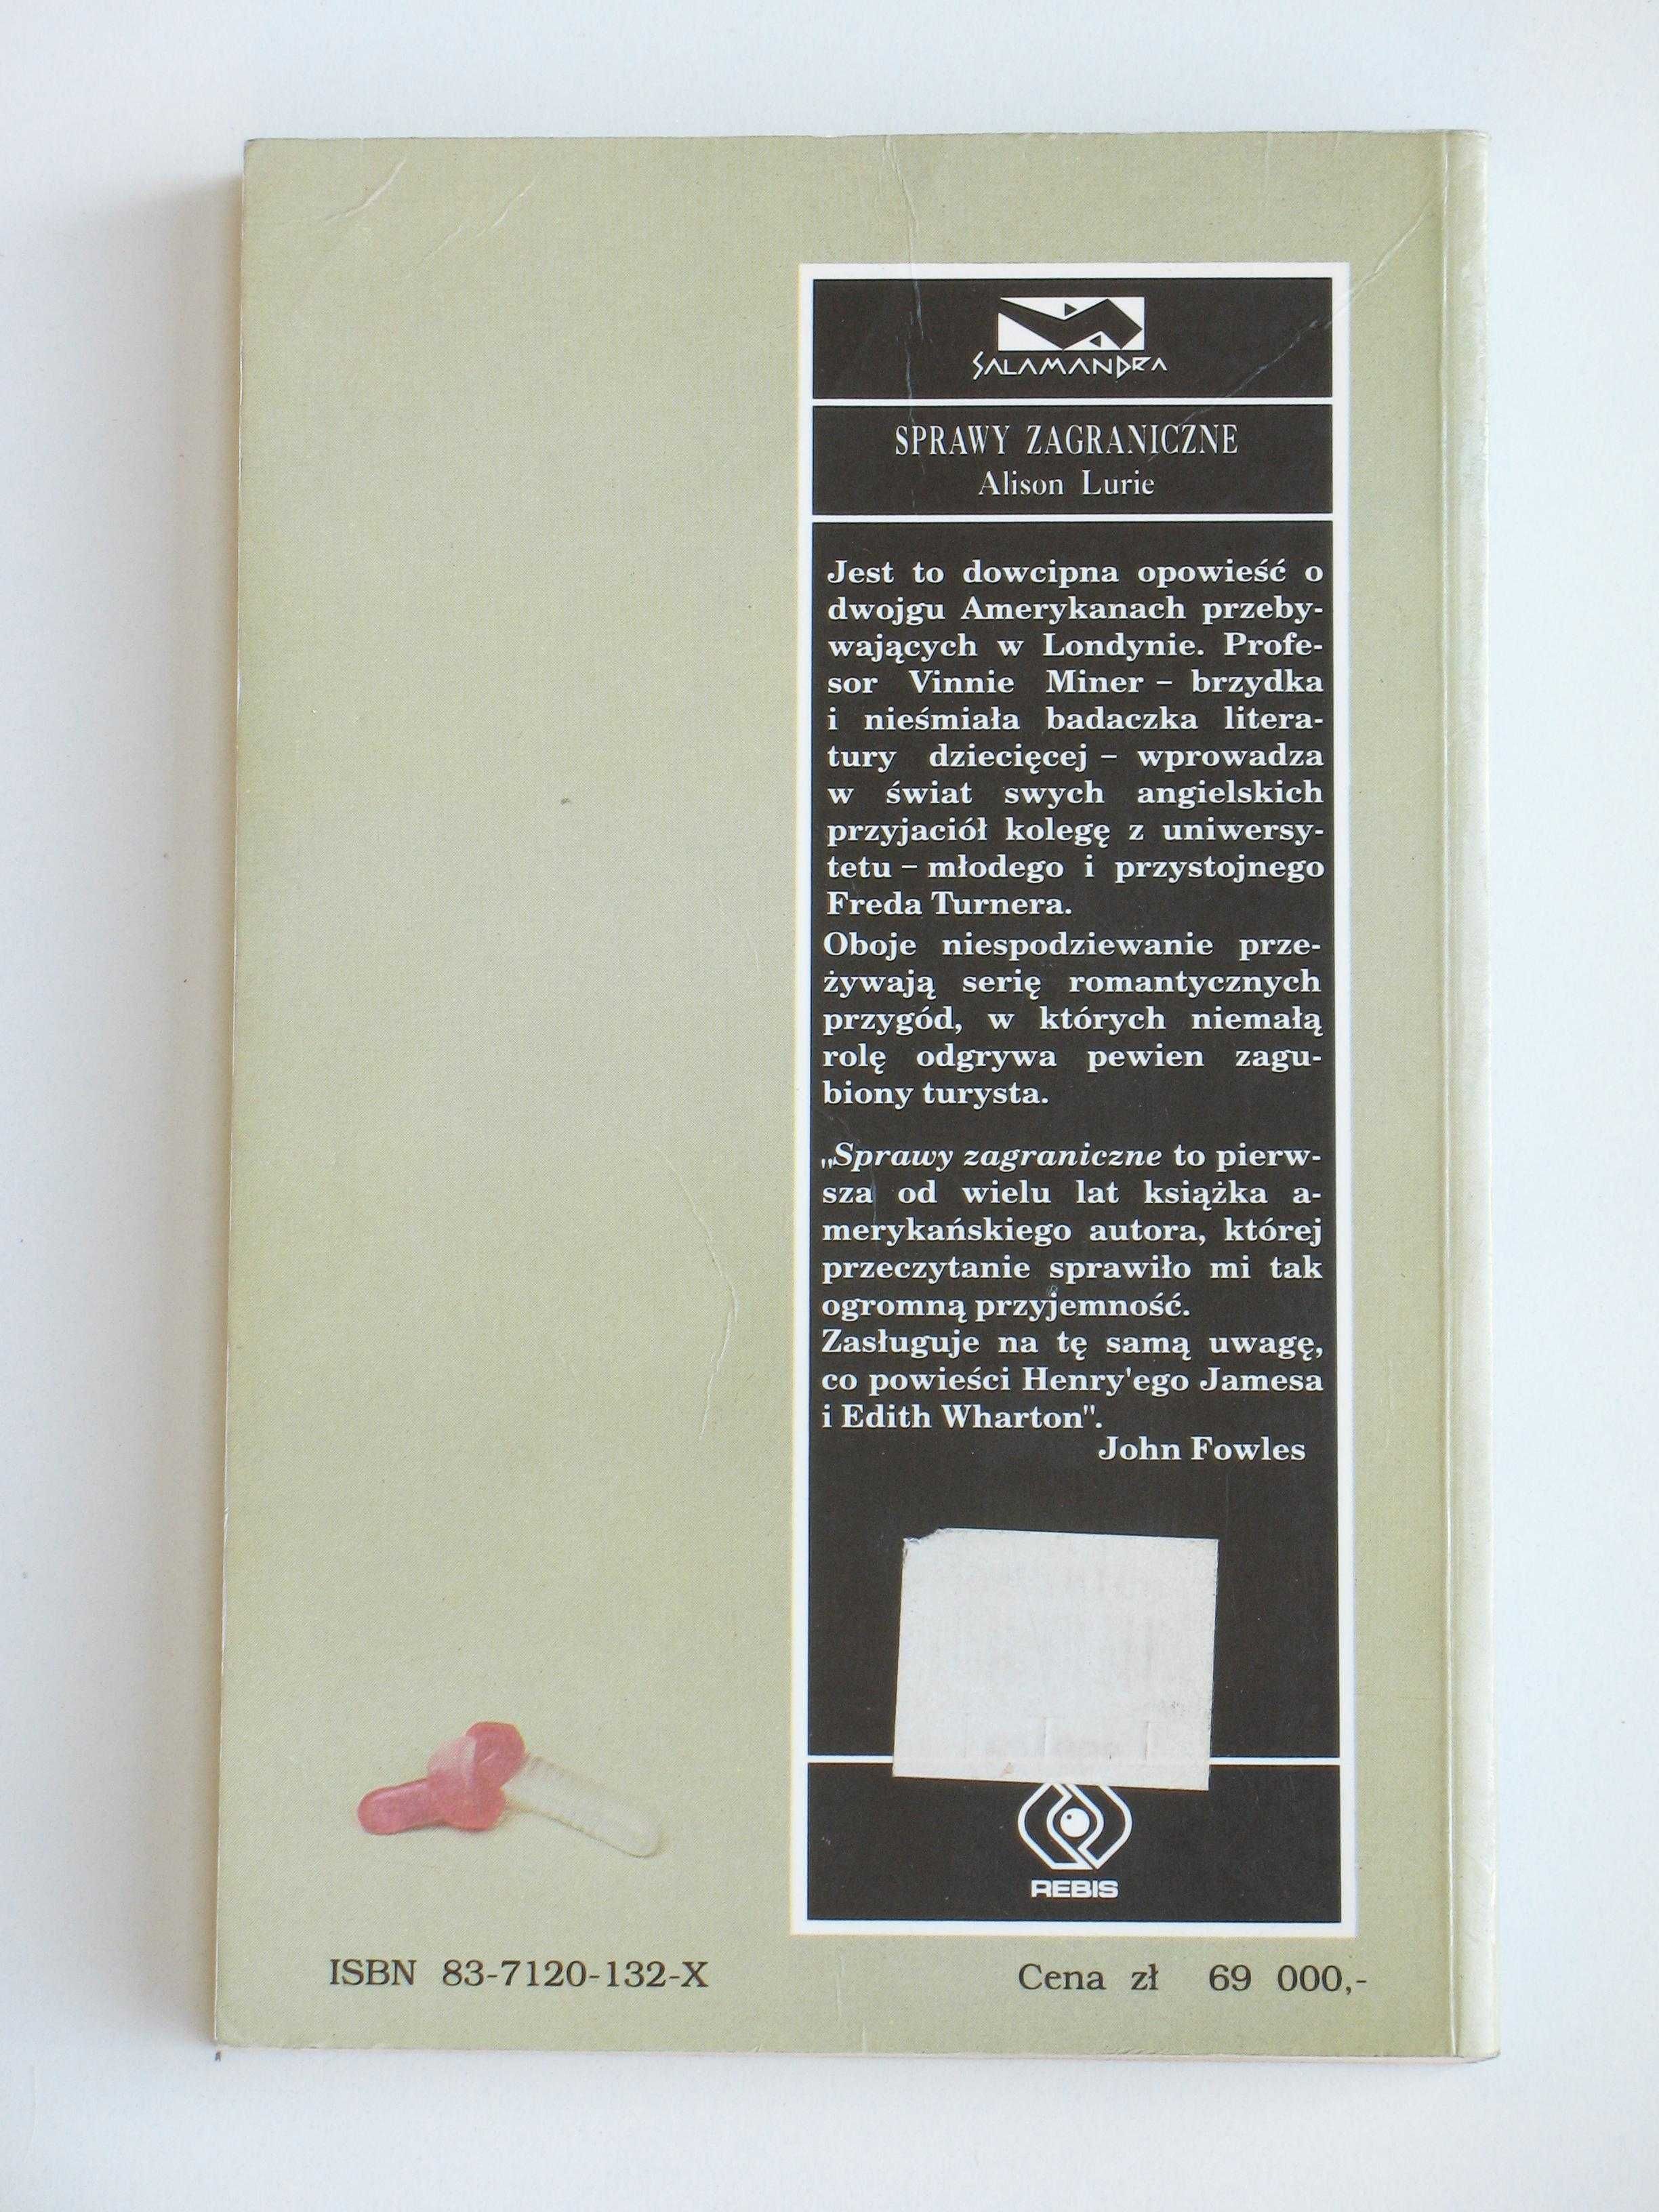 SALAMANDRA
SPRAWY ZAGRANICZNE
Alison Lurie
Jest to dowcipna opowieść o
dwojgu Amerykanach przeby-
wających w Londynie. Profe-
sor Vinnie Miner – brzydka
i nieśmiała badaczka litera-
tury dziecięcej – wprowadza
w świat swych angielskich
przyjaciół kolegę z uniwersy-
tetu – młodego i przystojnego
Freda Turnera.
Oboje niespodziewanie prze-
żywają serię romantycznych
przygód, w których niemałą
rolę odgrywa pewien zagu-
biony turysta.
„Sprawy zagraniczne to pierw-
sza od wielu lat książka a-
merykańskiego autora, której
przeczytanie sprawiło mi tak
ogromną przyjemność.
Zasługuje na tę samą uwagę,
co powieści Henry'ego Jamesa
i Edith Wharton".
John Fowles
REBIS
ISBN 83-7120-132-X
Cena zł 69 000,-